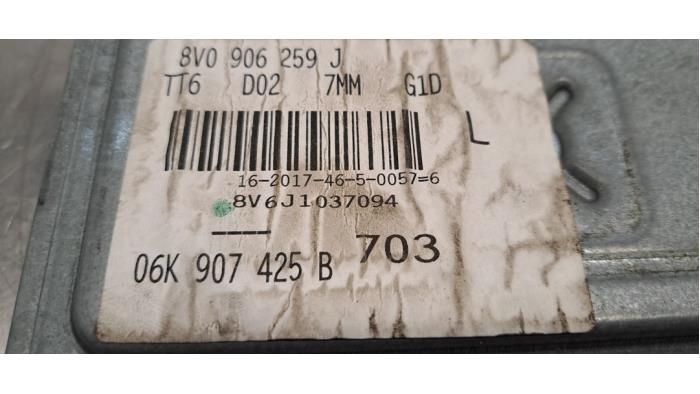 8V0 906 259 J
TT6 D02 7MM G1D
L
16-2017-46-5-0057=6
8V6J1037094
703
06K 907 425 B